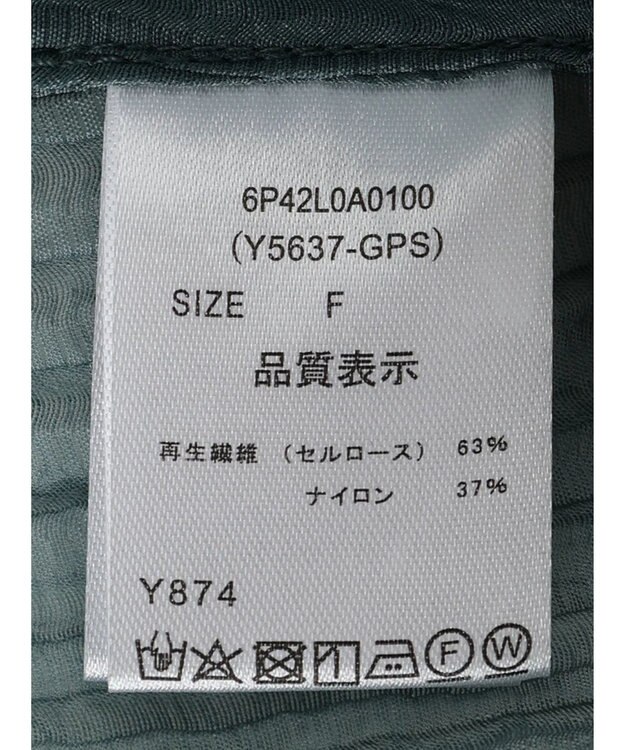 6P42L0A0100
(Y5637-GPS)
SIZE F
品質表示
再生繊維 (セルロース) 63%
ナイロン 37%
Y874
F W